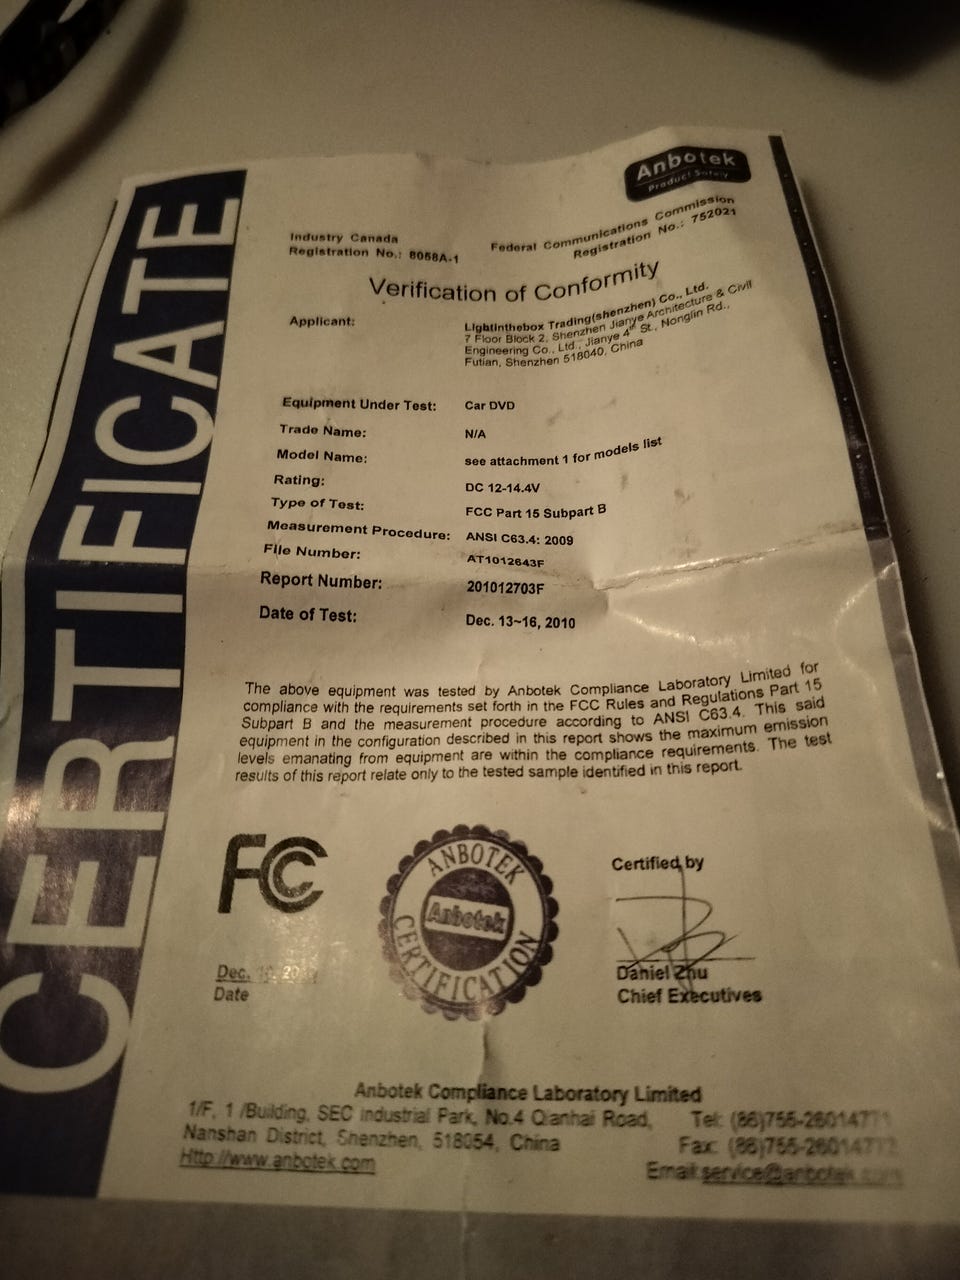 CERTIFICATE
Anbotek
Product Safety
Industry Canada
Registration No.: 8058A-1
Federal Communications Commission
Registration No.: 752021
Verification of Conformity
Applicant:
Lightinthebox Trading(shenzhen) Co., Ltd.
7 Floor Block 2, Shenzhen Jianye Architecture & Civil
Engineering Co., Ltd., Jianye 4th St., Nonglin Rd.,
Futian, Shenzhen 518040, China
Equipment Under Test: Car DVD
Trade Name: N/A
Model Name: see attachment 1 for models list
Rating: DC 12-14.4V
Type of Test: FCC Part 15 Subpart B
Measurement Procedure: ANSI C63.4: 2009
File Number: AT1012643F
Report Number: 201012703F
Date of Test: Dec. 13~16, 2010
The above equipment was tested by Anbotek Compliance Laboratory Limited for
compliance with the requirements set forth in the FCC Rules and Regulations Part 15
Subpart B and the measurement procedure according to ANSI C63.4. This said
equipment in the configuration described in this report shows the maximum emission
levels emanating from equipment are within the compliance requirements. The test
results of this report relate only to the tested sample identified in this report.
FC
ANBOTEK
Anbotek
CERTIFICATION
Certified by
Daniel Zhu
Chief Executives
Dec.
Date
Anbotek Compliance Laboratory Limited
1/F, 1 /Building, SEC Industrial Park, No.4 Qianhai Road,
Nanshan District, Shenzhen, 518054, China
Http://www.anbotek.com
Tel:
Fax:
Email:service@anbotek.com